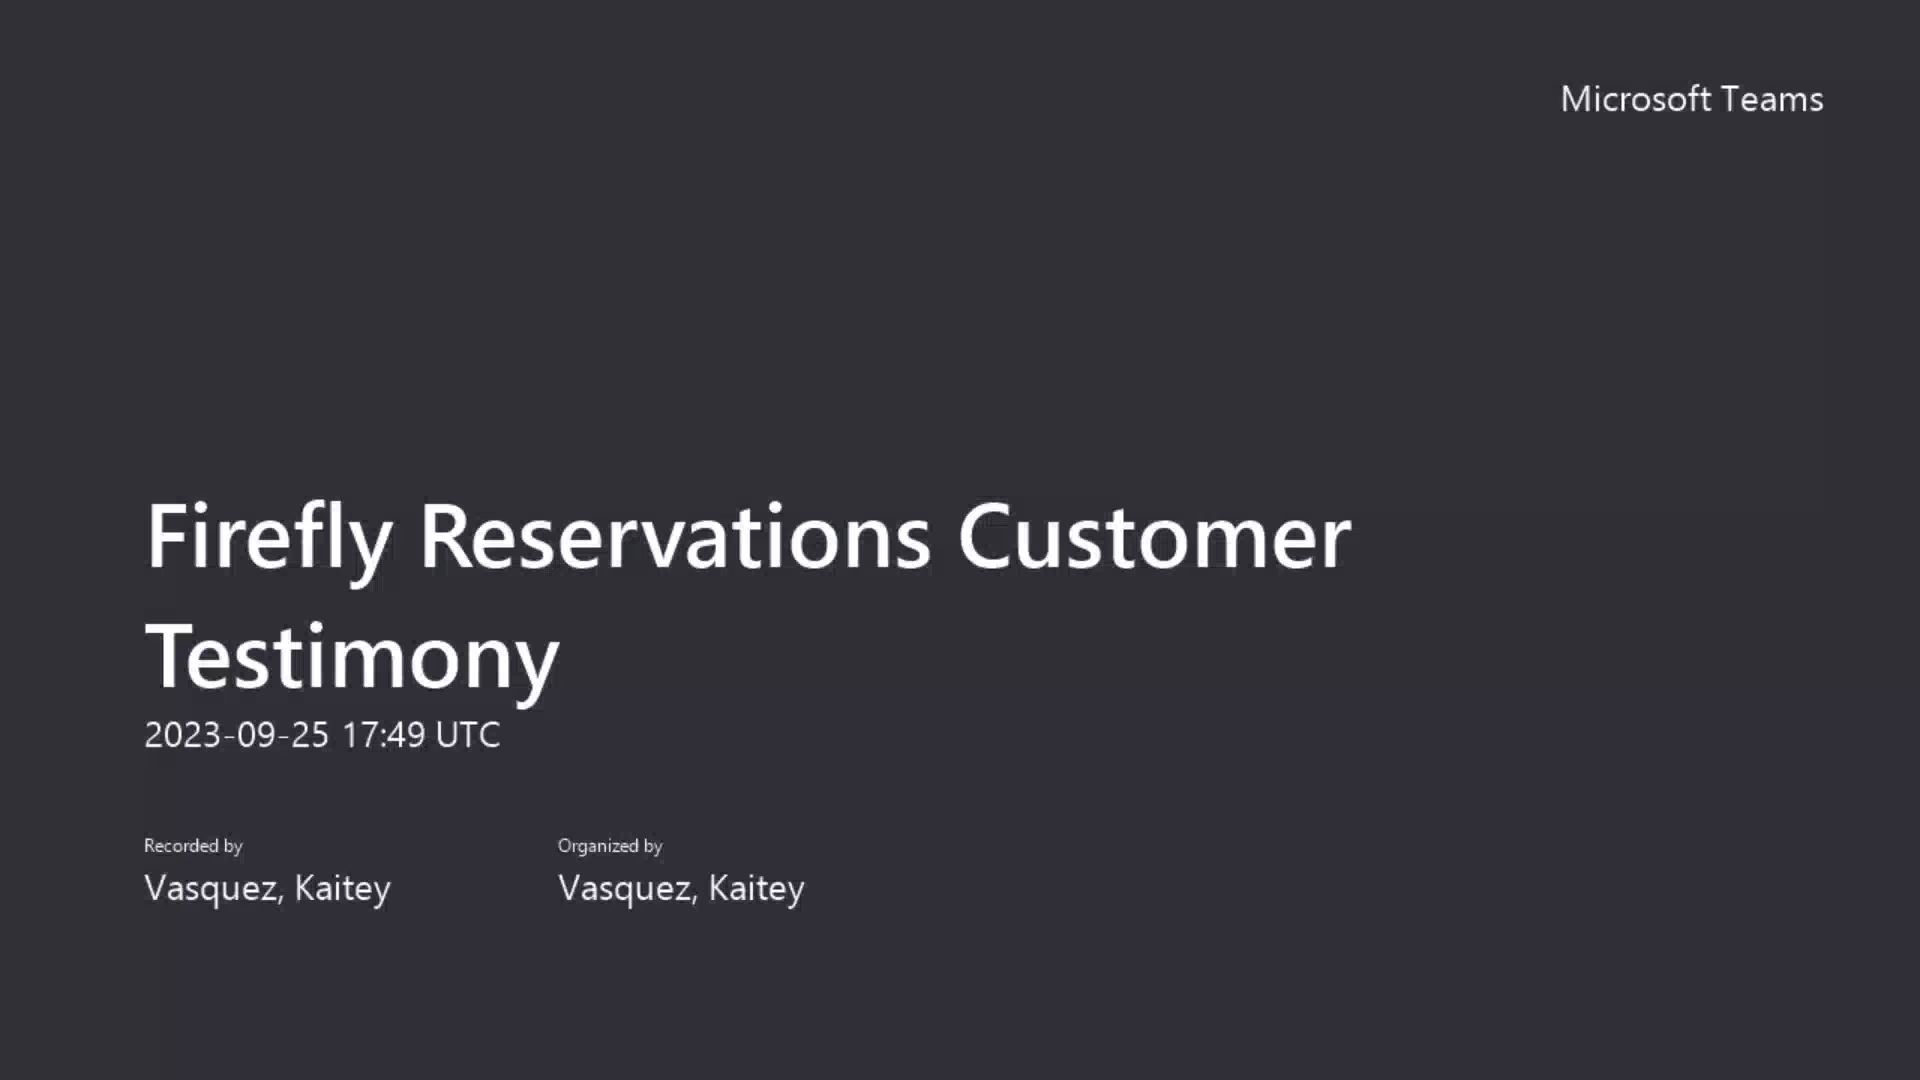 Microsoft Teams
Firefly Reservations Customer
Testimony
2023-09-25 17:49 UTC
Recorded by
Vasquez, Kaitey
Organized by
Vasquez, Kaitey